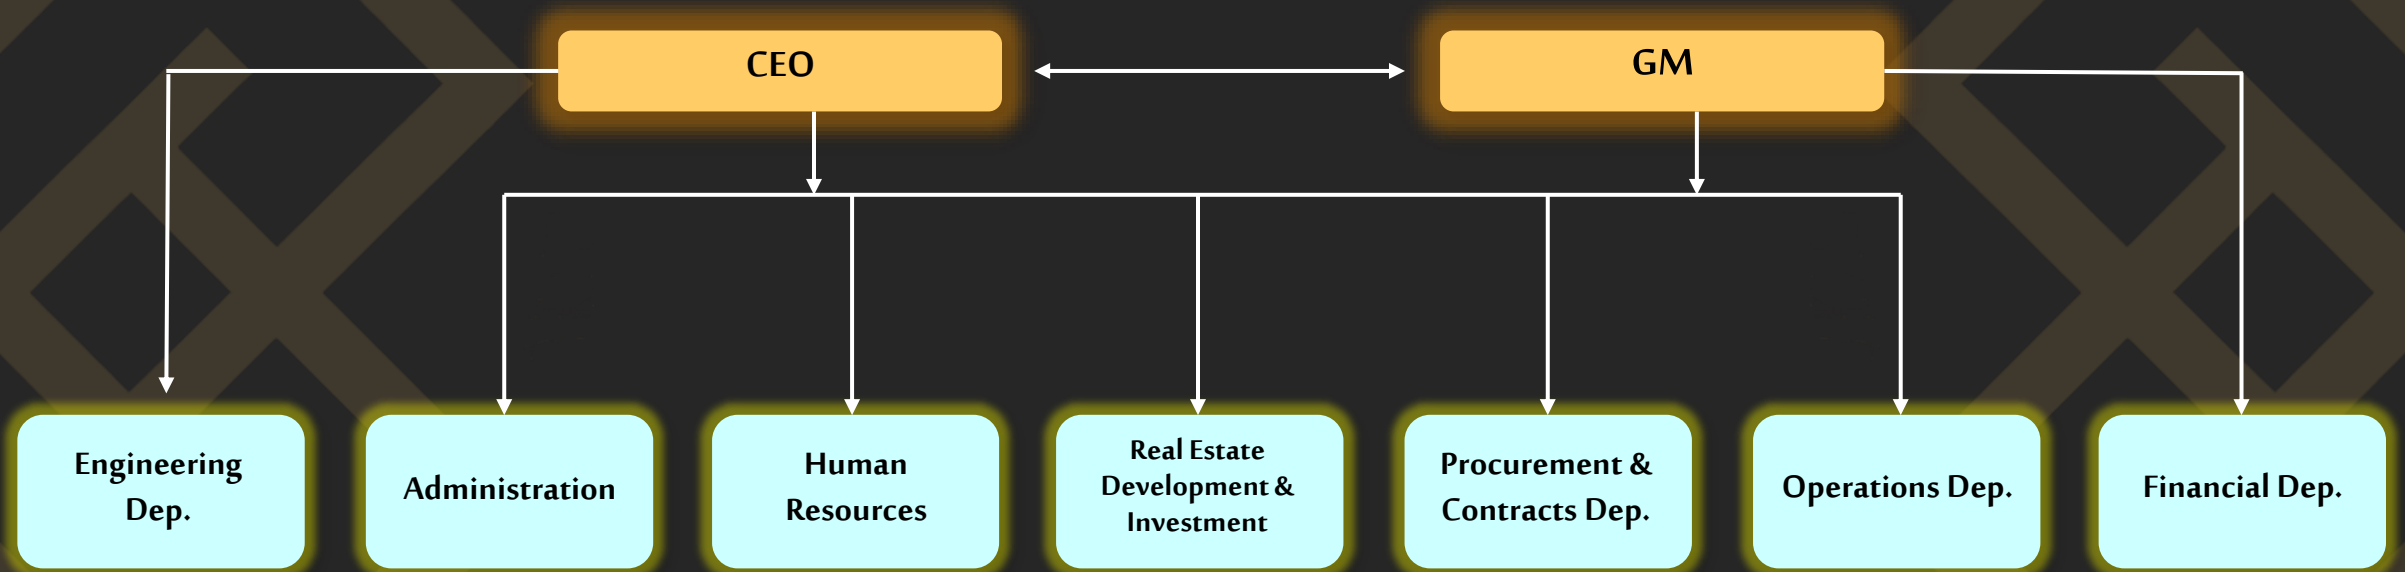 CEO
GM
Engineering
Dep.
Administration
Human
Resources
Real Estate
Development &
Investment
Procurement &
Contracts Dep.
Operations Dep.
Financial Dep.